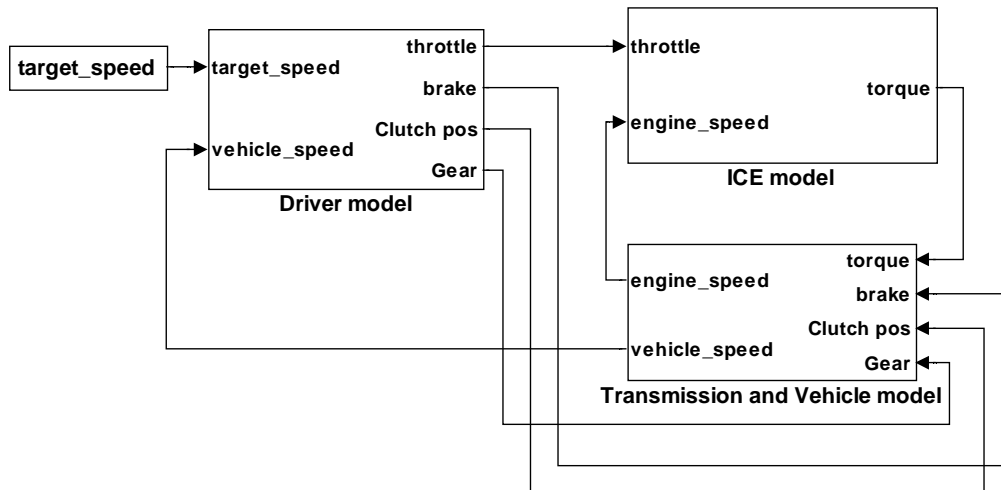 target_speed
target_speed
vehicle_speed
throttle
brake
Clutch pos
Gear
Driver model
throttle
engine_speed
torque
ICE model
engine_speed
vehicle_speed
torque
brake
Clutch pos
Gear
Transmission and Vehicle model